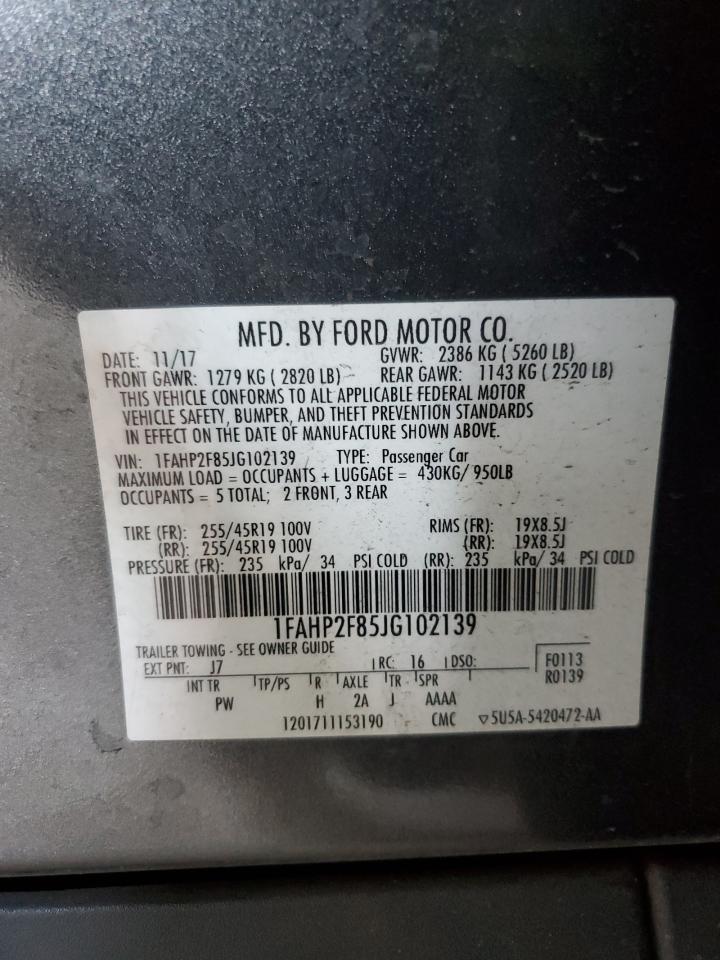 MFD. BY FORD MOTOR CO.
DATE: 11/17 GVWR: 2386 KG ( 5260 LB)
FRONT GAWR: 1279 KG ( 2820 LB) REAR GAWR: 1143 KG ( 2520 LB)
THIS VEHICLE CONFORMS TO ALL APPLICABLE FEDERAL MOTOR
VEHICLE SAFETY, BUMPER, AND THEFT PREVENTION STANDARDS
IN EFFECT ON THE DATE OF MANUFACTURE SHOWN ABOVE.
VIN: 1FAHP2F85JG102139 TYPE: Passenger Car
MAXIMUM LOAD = OCCUPANTS + LUGGAGE = 430KG/ 950LB
OCCUPANTS = 5 TOTAL; 2 FRONT, 3 REAR
TIRE (FR): 255/45R19 100V RIMS (FR): 19X8.5J
(RR): 255/45R19 100V (RR): 19X8.5J
PRESSURE (FR): 235 kPa/ 34 PSI COLD (RR): 235 kPa/ 34 PSI COLD
1FAHP2F85JG102139
TRAILER TOWING - SEE OWNER GUIDE
EXT PNT: J7 RC: 16 DSO: F0113
R0139
INT TR TP/PS R AXLE TR SPR
PW H 2A J AAAA
1201711153190 CMC ▽5U5A-5420472-AA